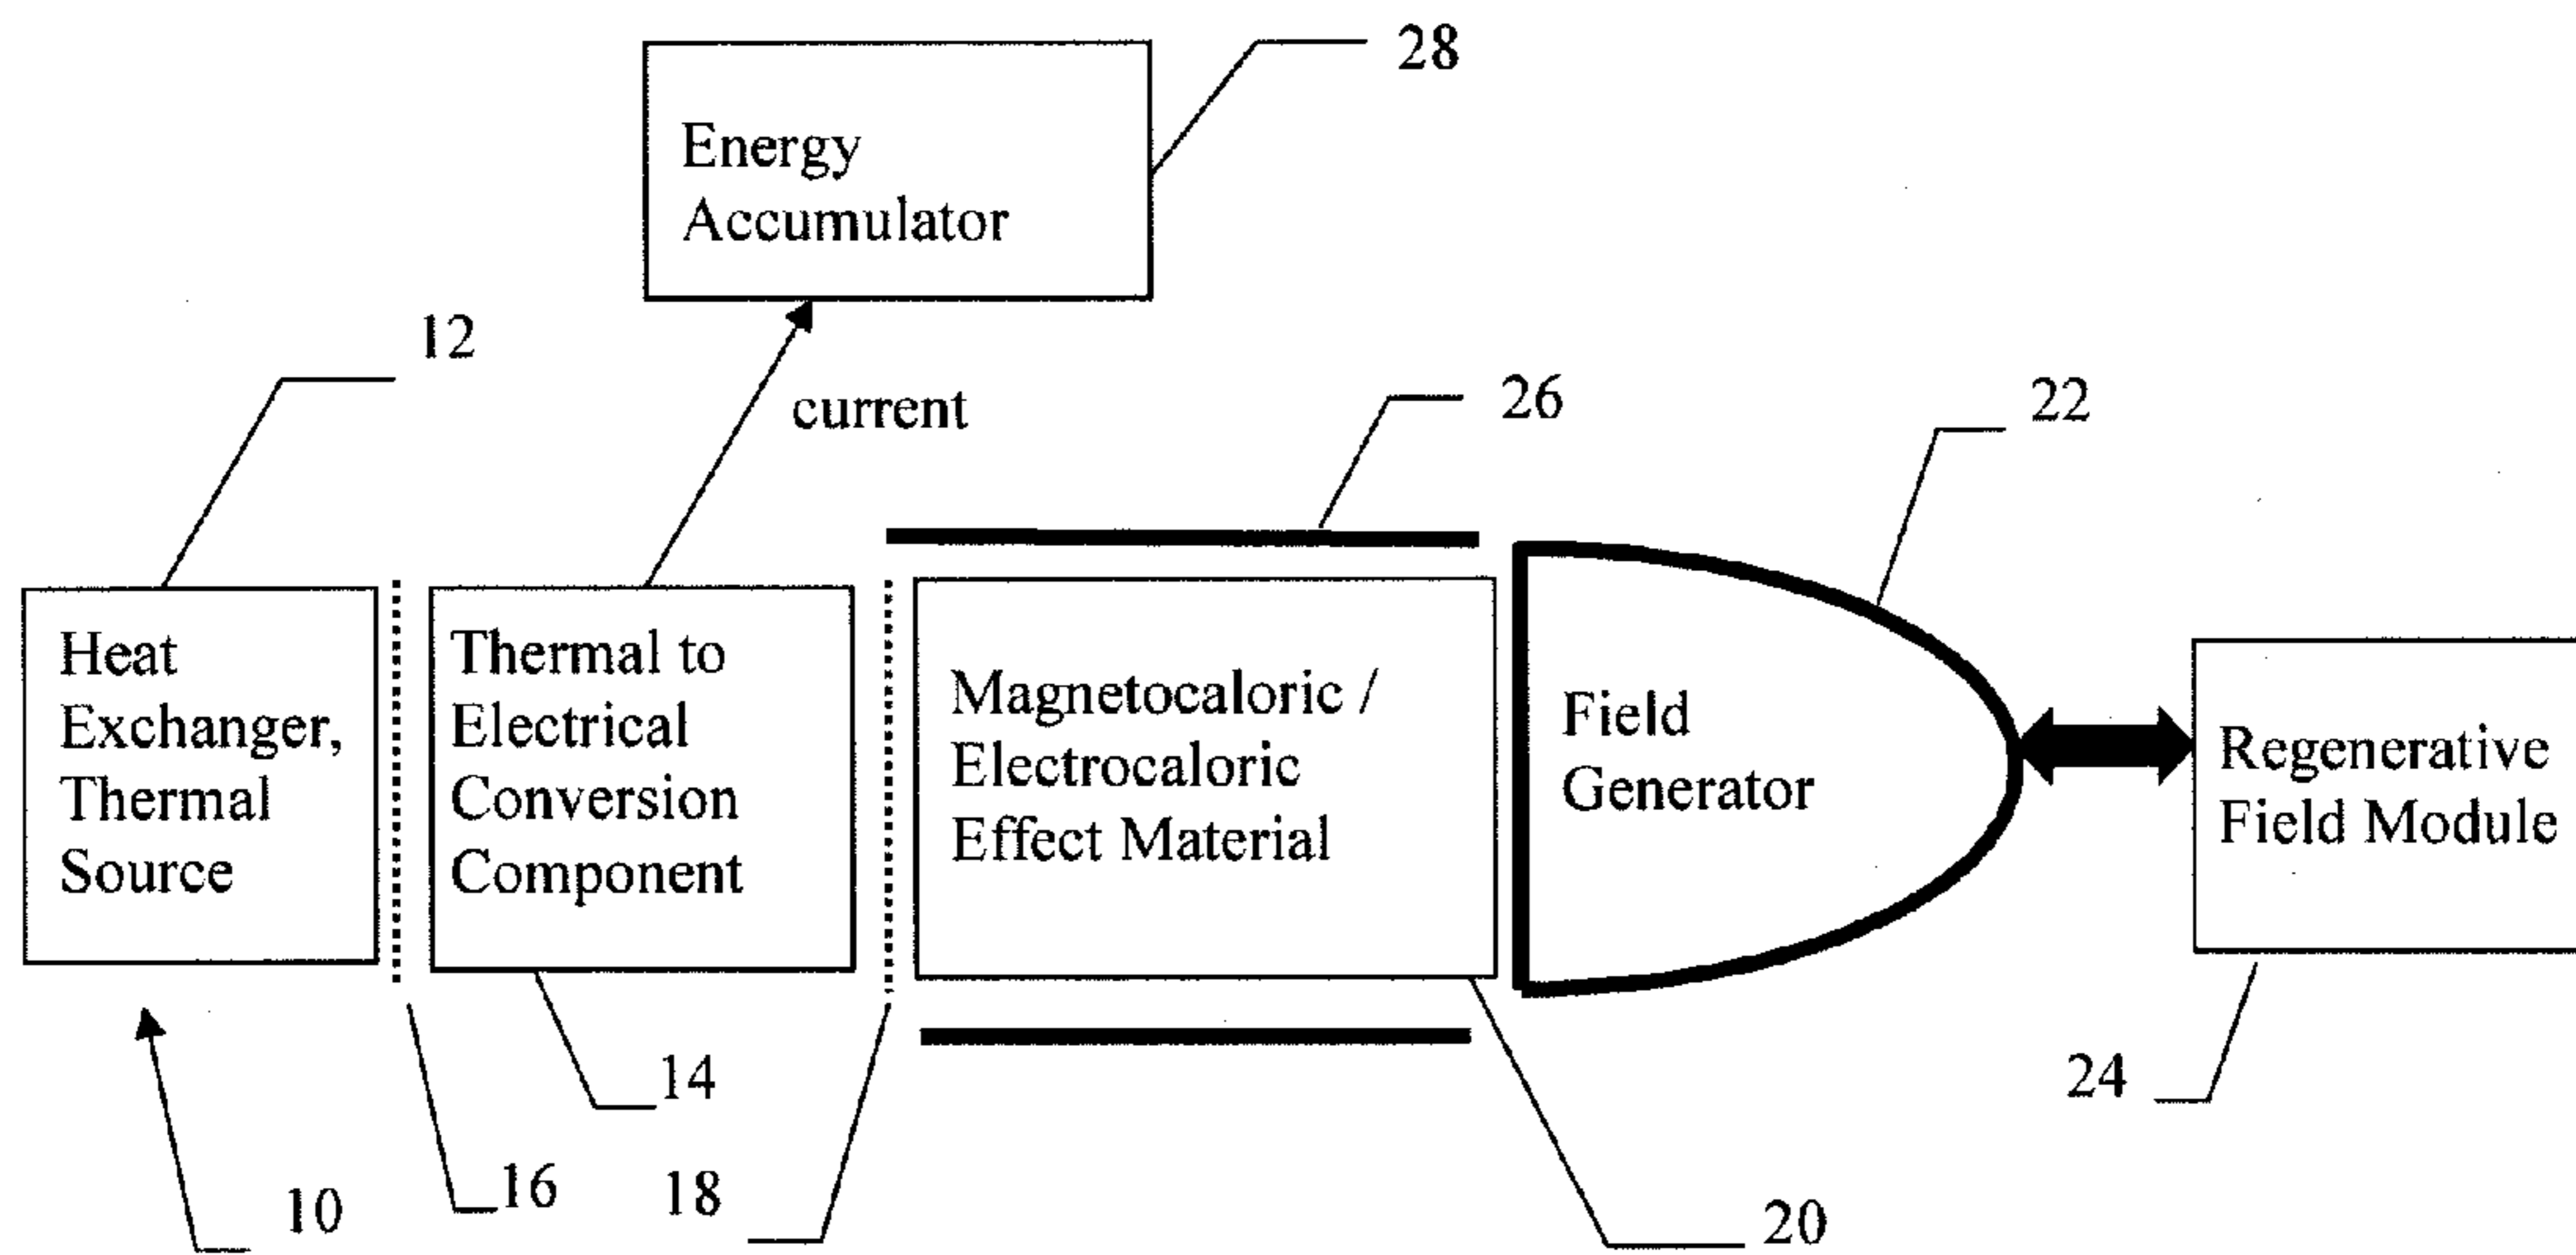 28
Energy
Accumulator
12
current
26
22
Heat
Exchanger,
Thermal
Source
Thermal to
Electrical
Conversion
Component
Magnetocaloric /
Electrocaloric
Effect Material
Field
Generator
Regenerative
Field Module
14
24
16
18
10
20